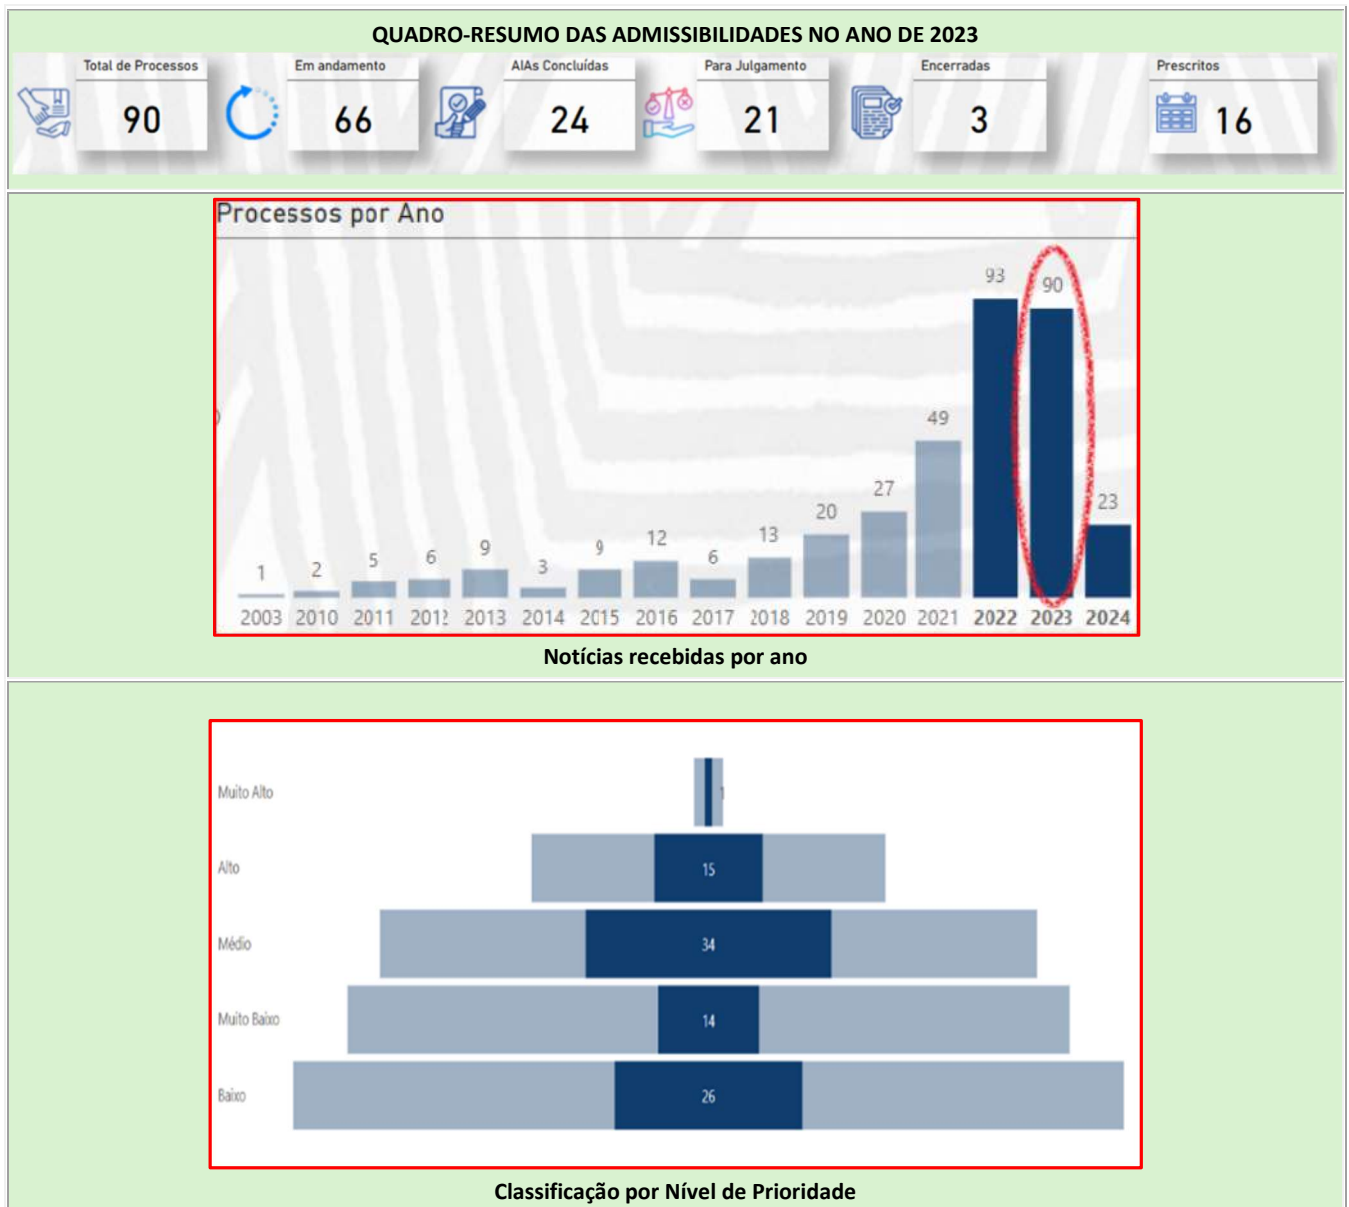 QUADRO-RESUMO DAS ADMISSIBILIDADES NO ANO DE 2023
Total de Processos Em andamento AIAs Concluídas Para Julgamento Encerradas Prescritos
90 66 24 21 3 16
Processos por Ano
1 2 5 6 9 3 9 12 6 13 20 27 49 93 90 23
2003 2010 2011 2012 2013 2014 2015 2016 2017 2018 2019 2020 2021 2022 2023 2024
Notícias recebidas por ano
Muito Alto 1
Alto 15
Médio 34
Muito Baixo 14
Baixo 26
Classificação por Nível de Prioridade